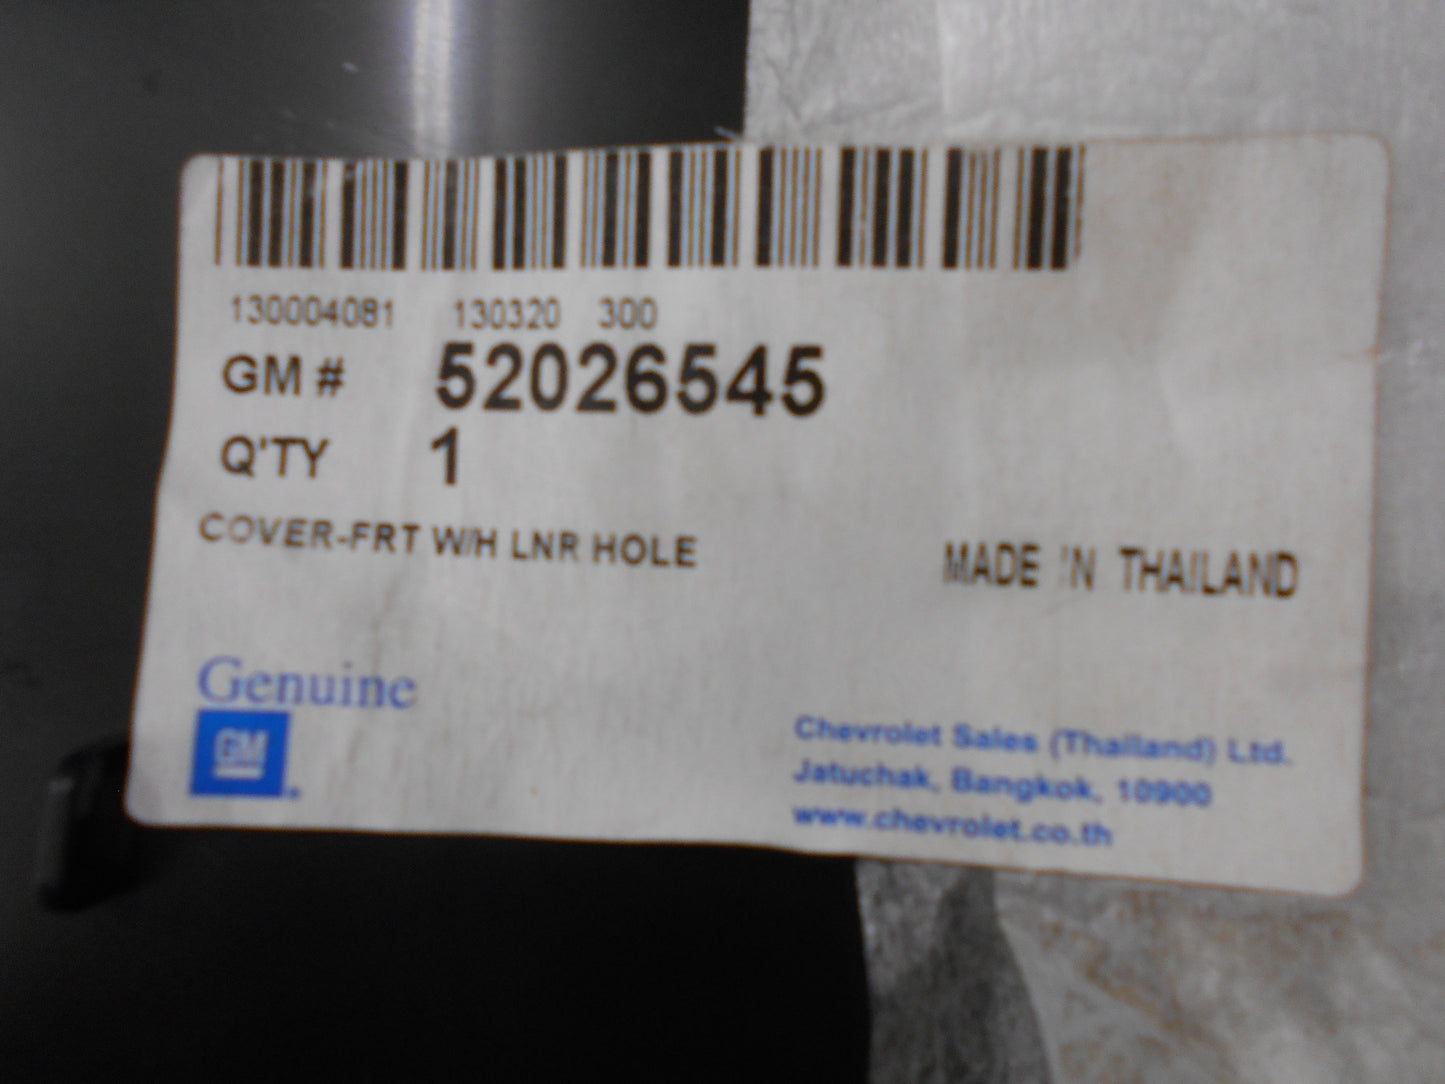 130004081 130320 300
GM # 52026545
Q'TY 1
COVER-FRT W/H LNR HOLE
MADE IN THAILAND
Genuine
GM
Chevrolet Sales (Thailand) Ltd.
Jatuchak, Bangkok, 10900
www.chevrolet.co.th